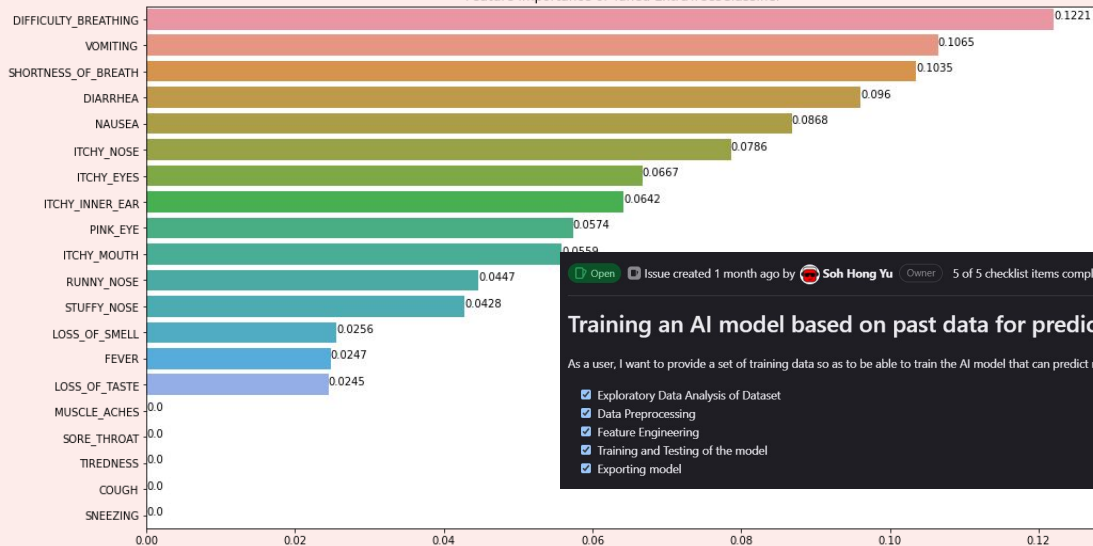 DIFFICULTY_BREATHING 0.1221
VOMITING 0.1065
SHORTNESS_OF_BREATH 0.1035
DIARRHEA 0.096
NAUSEA 0.0868
ITCHY_NOSE 0.0786
ITCHY_EYES 0.0667
ITCHY_INNER_EAR 0.0642
PINK_EYE 0.0574
ITCHY_MOUTH 0.0559
RUNNY_NOSE 0.0447
STUFFY_NOSE 0.0428
LOSS_OF_SMELL 0.0256
FEVER 0.0247
LOSS_OF_TASTE 0.0245
MUSCLE_ACHES 0.0
SORE_THROAT 0.0
TIREDNESS 0.0
COUGH 0.0
SNEEZING 0.0
0.00 0.02 0.04 0.06 0.08 0.10 0.12
Open Issue created 1 month ago by Soh Hong Yu Owner 5 of 5 checklist items compl
Training an AI model based on past data for predic
As a user, I want to provide a set of training data so as to be able to train the AI model that can predict
Exploratory Data Analysis of Dataset
Data Preprocessing
Feature Engineering
Training and Testing of the model
Exporting model